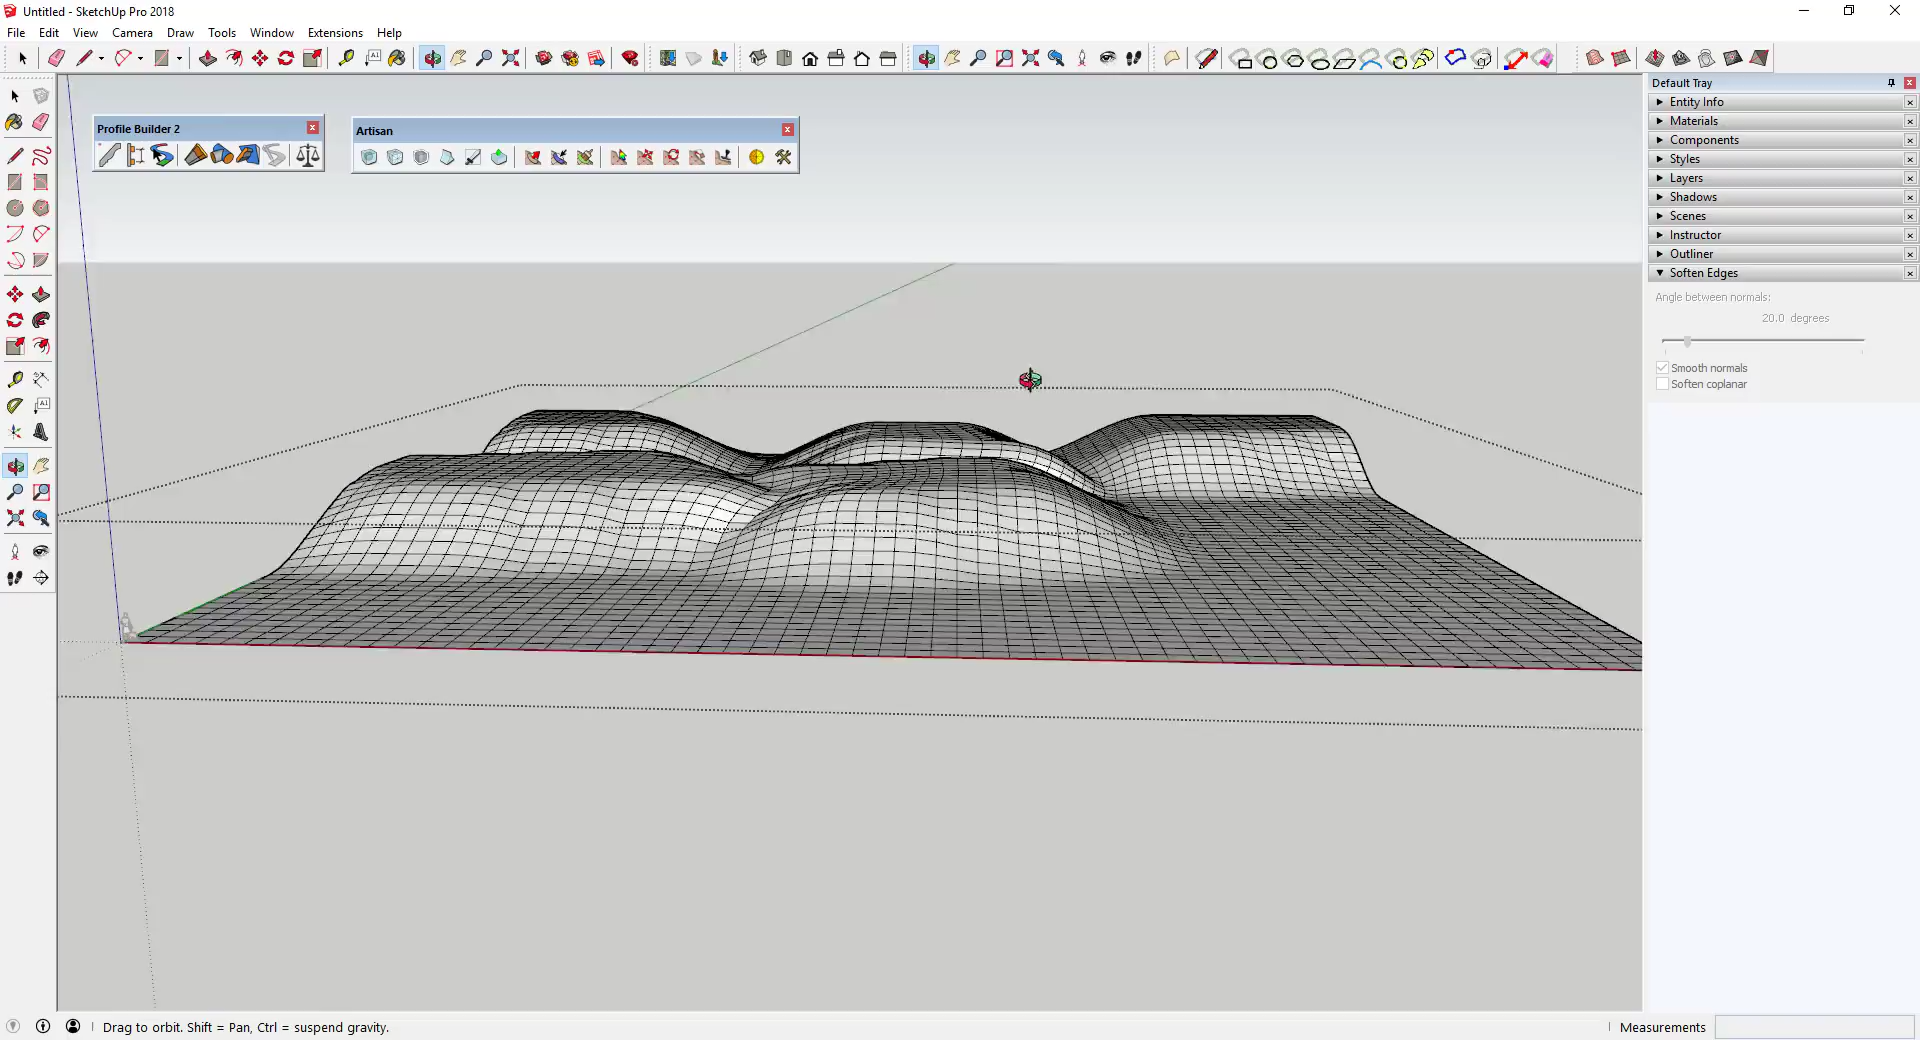 Untitled - SketchUp Pro 2018
File Edit View Camera Draw Tools Window Extensions Help
Default Tray
Entity Info
Materials
Components
Styles
Layers
Shadows
Scenes
Instructor
Outliner
Soften Edges
Angle between normals:
20.0 degrees
Smooth normals
Soften coplanar
Profile Builder 2
Artisan
Drag to orbit. Shift = Pan, Ctrl = suspend gravity.
Measurements